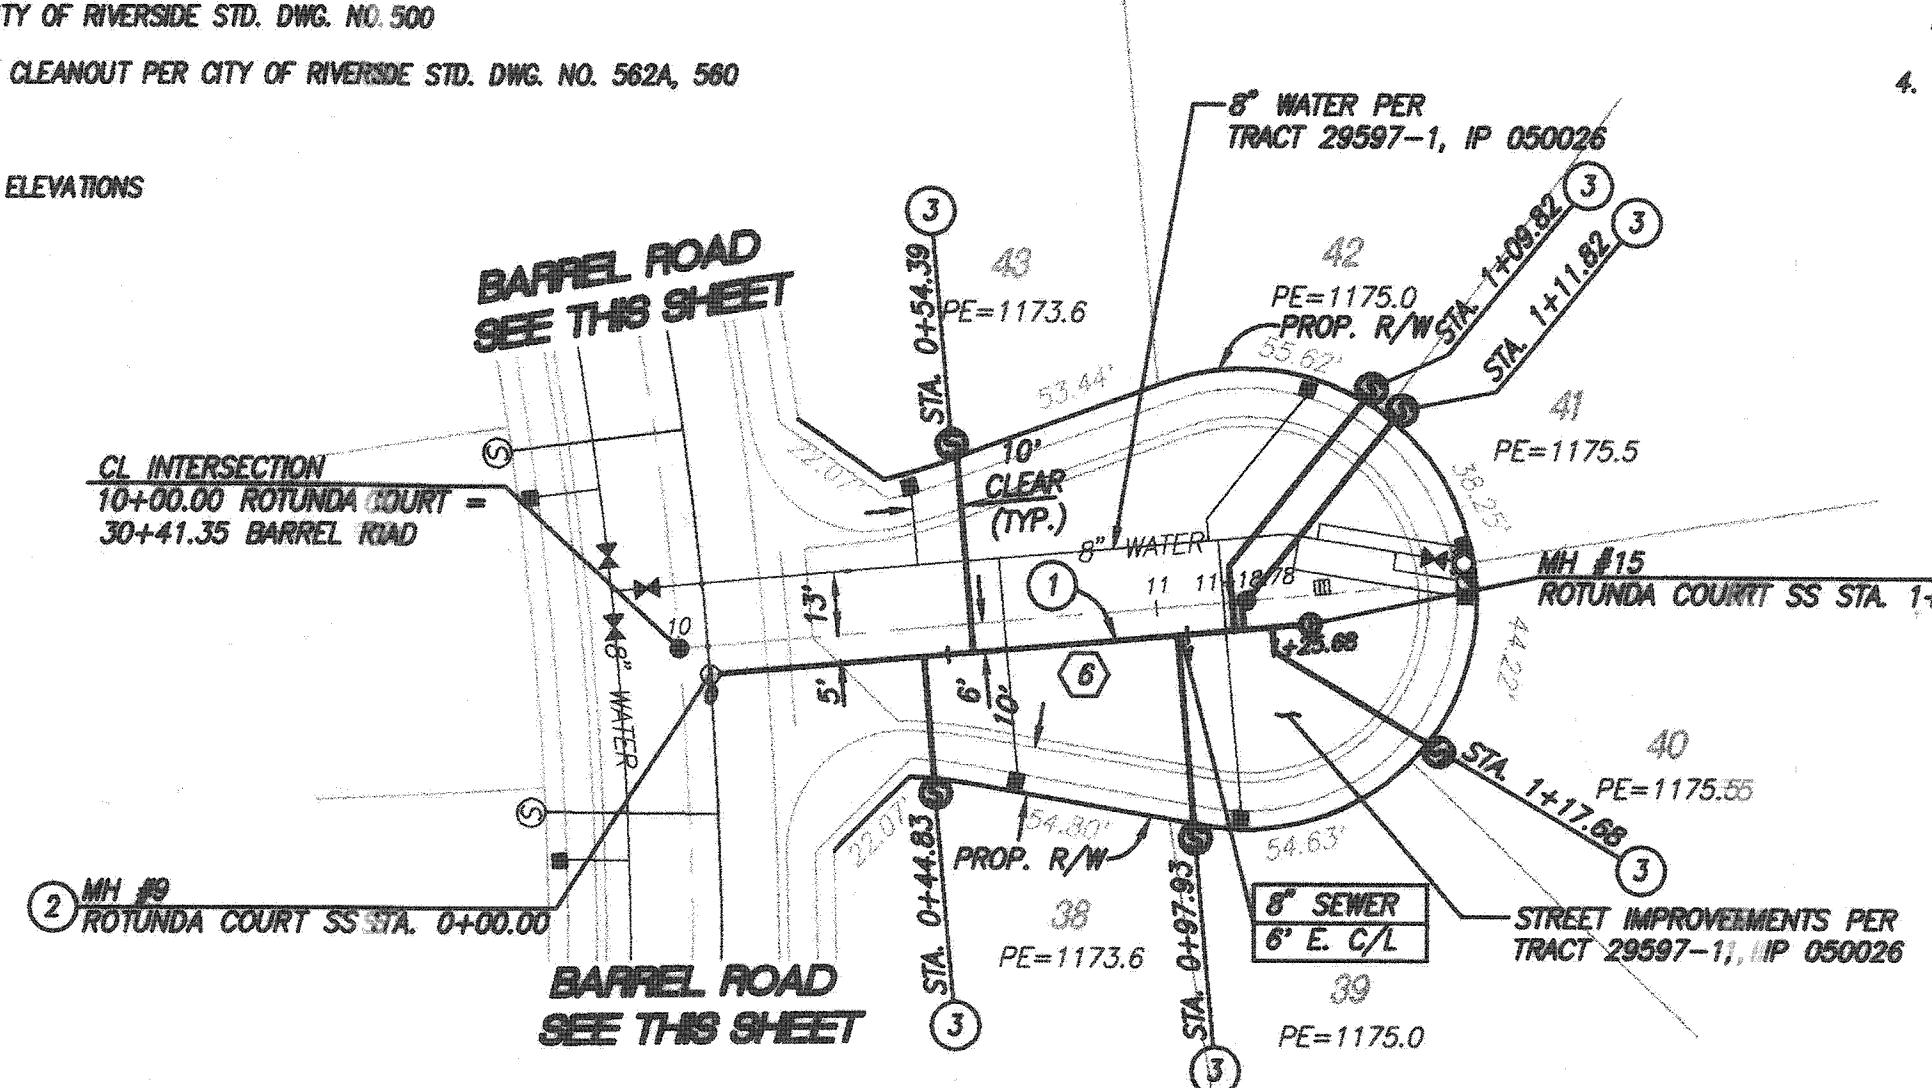 TY OF RIVERSIDE STD. DWG. NO. 500
CLEANOUT PER CITY OF RIVERSIDE STD. DWG. NO. 562A, 560
ELEVATIONS
4.
8" WATER PER
TRACT 29597-1, IP 050026
BARREL ROAD
SEE THIS SHEET
3
STA. 0+54.39
43
PE=1173.6
42
PE=1175.0
PROP. R/W
STA. 1+09.82
3
STA. 1+11.82
3
55.62'
53.44'
41
PE=1175.5
38.25'
22.07'
10'
CLEAR
(TYP.)
S
CL INTERSECTION
10+00.00 ROTUNDA COURT =
30+41.35 BARREL ROAD
8" WATER
1
11
11+18.78
13'
10
MH #15
ROTUNDA COURT SS STA. 1+
1+25.68
44.22'
8" WATER
5'
6'
10'
6
40
PE=1175.55
STA. 1+17.68
3
S
22.07'
54.80'
PROP. R/W
54.63'
2
MH #9
ROTUNDA COURT SS STA. 0+00.00
STA. 0+44.83
3
38
PE=1173.6
STA. 0+97.93
3
8" SEWER
6' E. C/L
39
PE=1175.0
STREET IMPROVEMENTS PER
TRACT 29597-1, IP 050026
BARREL ROAD
SEE THIS SHEET